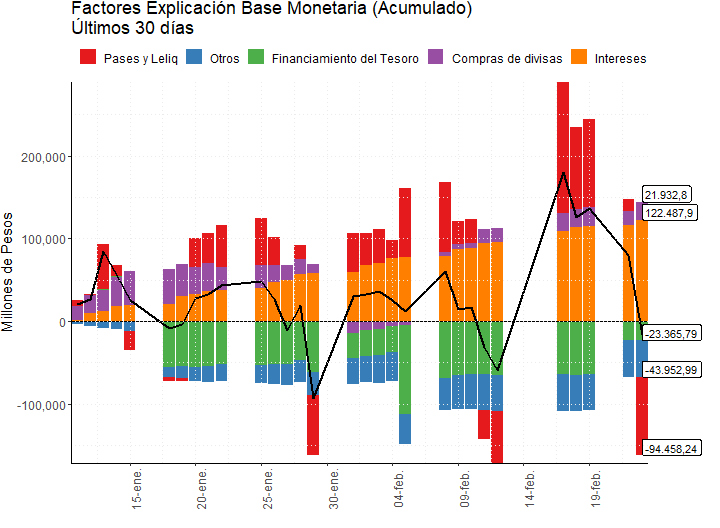 Factores Explicación Base Monetaria (Acumulado)
Últimos 30 días
Pases y Leliq Otros Financiamiento del Tesoro Compras de divisas Intereses
Millones de Pesos
200,000
100,000
0
-100,000
21.932,8
122.487,9
-23.365,79
-43.952,99
-94.458,24
15-ene.
20-ene.
25-ene.
30-ene.
04-feb.
09-feb.
14-feb.
19-feb.